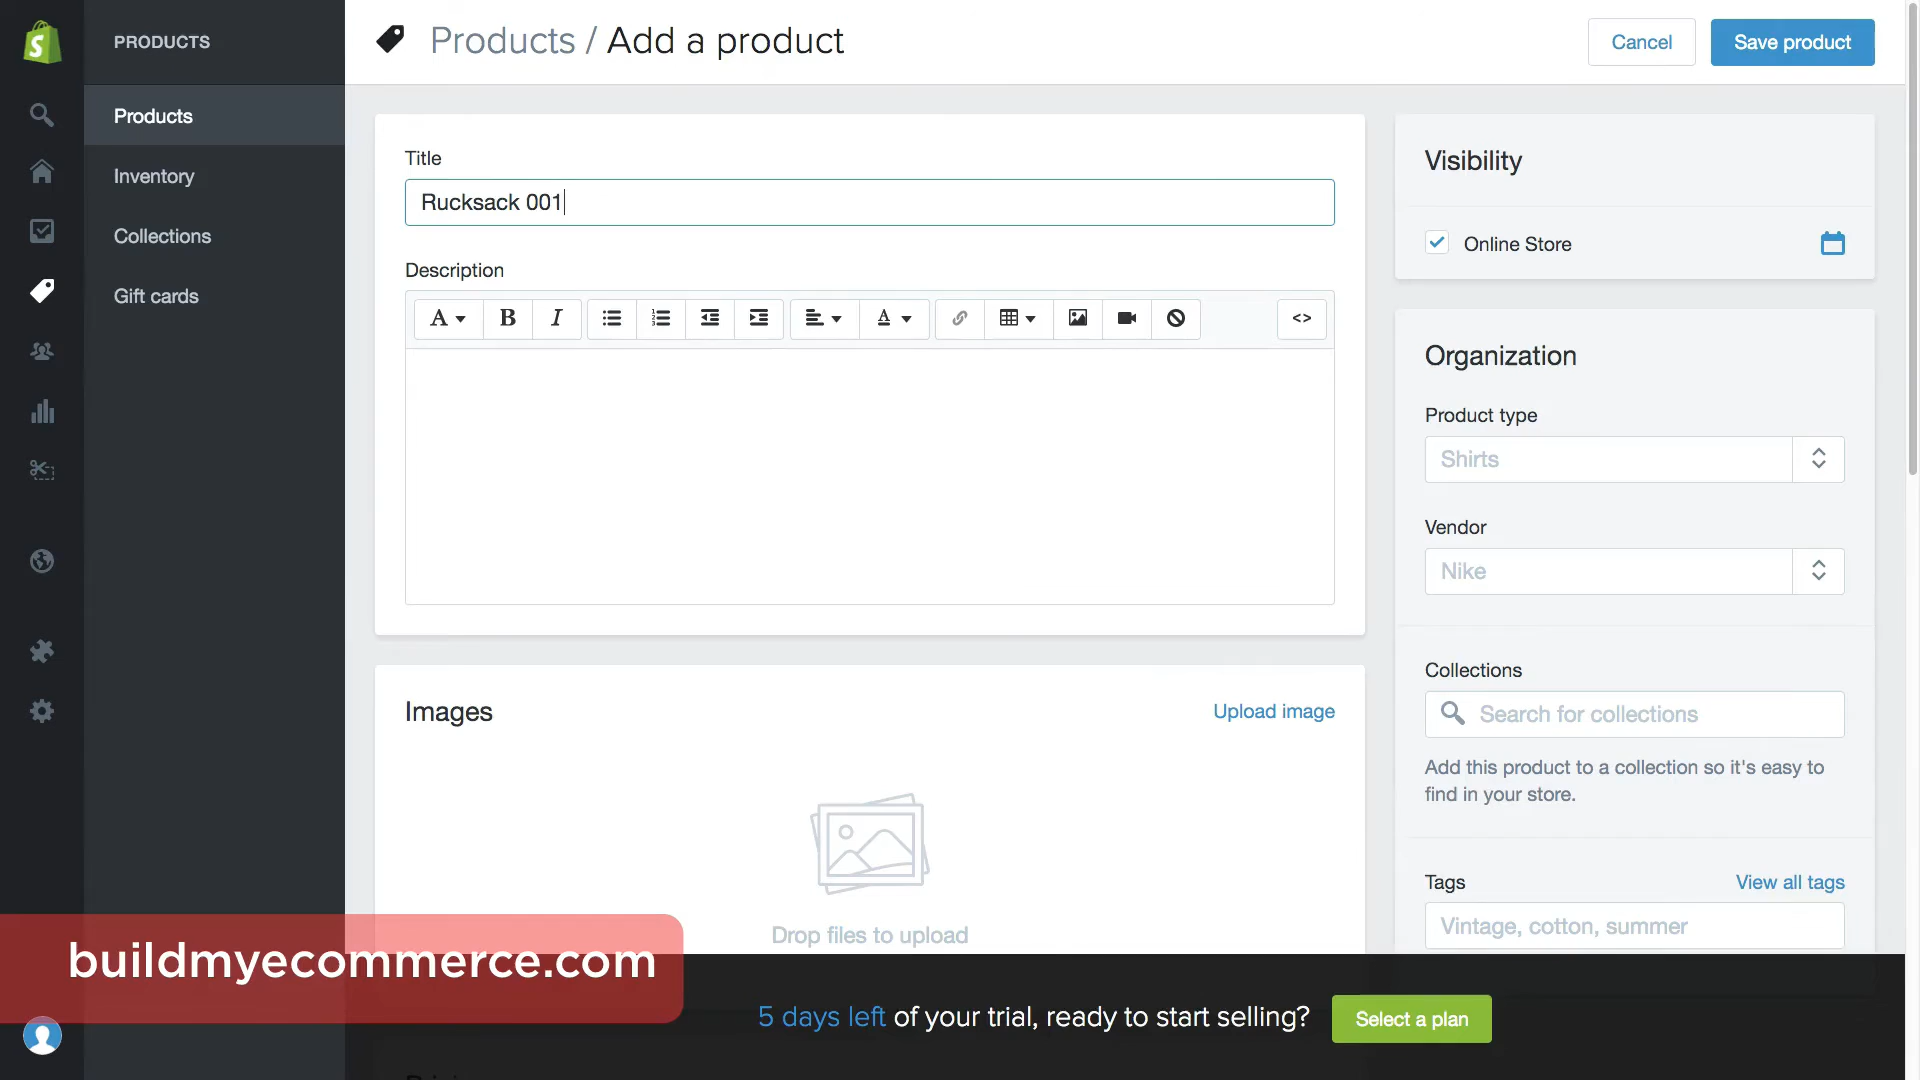 PRODUCTS
Products
Inventory
Collections
Gift cards
Products / Add a product
Cancel
Save product
Title
Rucksack 001
Description
A
B
I
A
<>
Images
Upload image
Drop files to upload
Visibility
Online Store
Organization
Product type
Shirts
Vendor
Nike
Collections
Search for collections
Add this product to a collection so it's easy to
find in your store.
Tags
View all tags
Vintage, cotton, summer
buildmyecommerce.com
5 days left of your trial, ready to start selling?
Select a plan